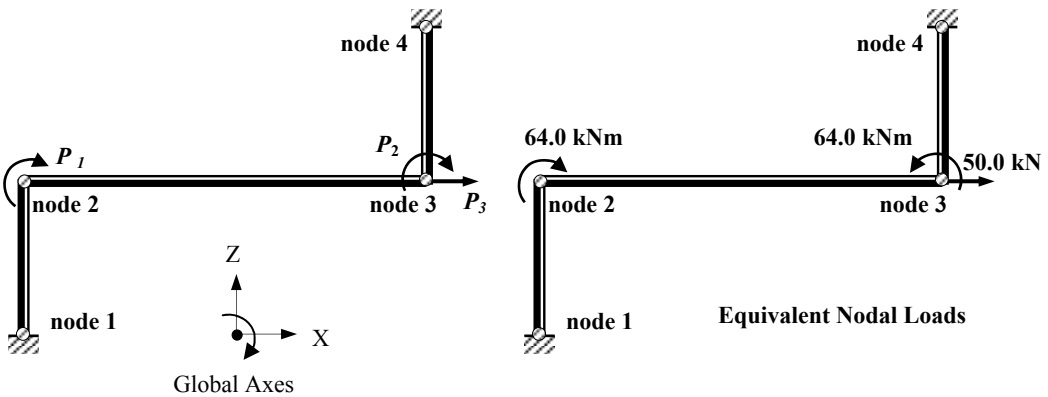 node 4
P 1
P2
node 2
node 3
P3
node 1
Z
X
Global Axes
node 4
64.0 kNm
64.0 kNm
50.0 kN
node 2
node 3
node 1
Equivalent Nodal Loads